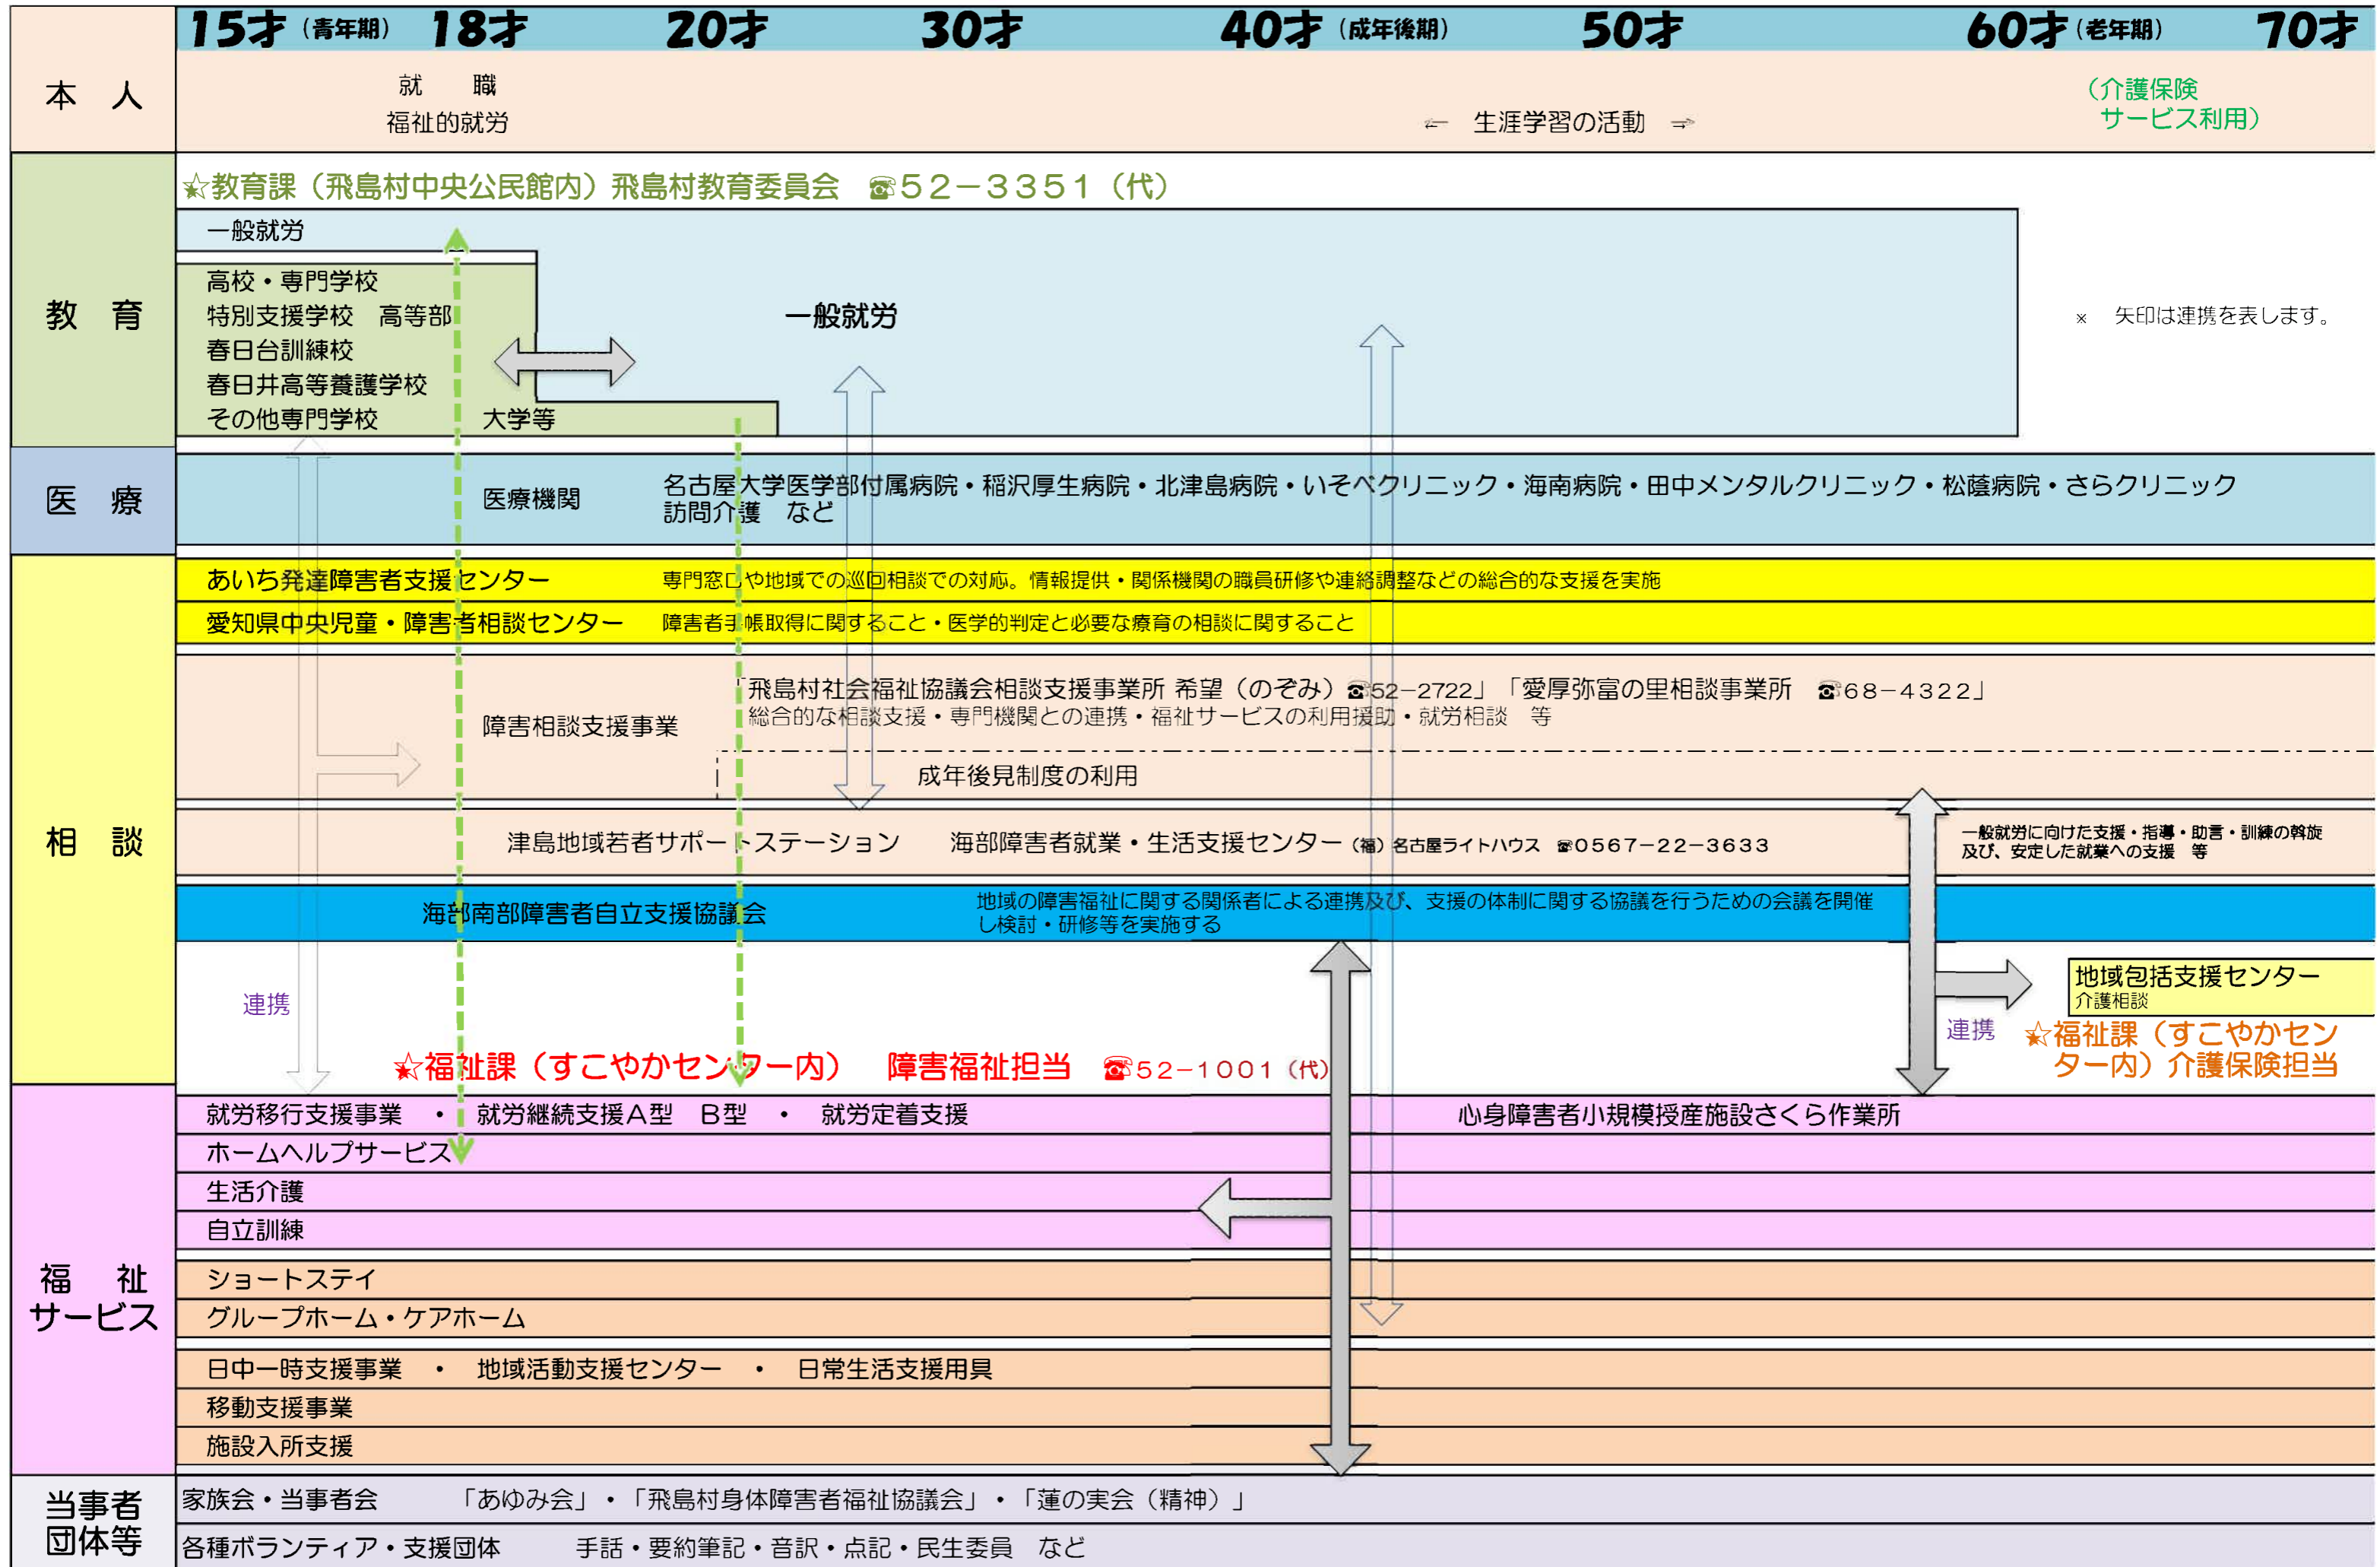 15才（青年期） 18才 20才 30才 40才（成年後期） 50才 60才（老年期） 70才
本　人
就　職
福祉的就労
← 生涯学習の活動 →
（介護保険
サービス利用）
教　育
☆教育課（飛島村中央公民館内）飛島村教育委員会　☎５２－３３５１（代）
一般就労
高校・専門学校
特別支援学校　高等部
春日台訓練校
春日井高等養護学校
その他専門学校　大学等
一般就労
※　矢印は連携を表します。
医　療
医療機関
名古屋大学医学部付属病院・稲沢厚生病院・北津島病院・いそべクリニック・海南病院・田中メンタルクリニック・松蔭病院・さらクリニック
訪問介護　など
相　談
あいち発達障害者支援センター　専門窓口や地域での巡回相談での対応。情報提供・関係機関の職員研修や連絡調整などの総合的な支援を実施
愛知県中央児童・障害者相談センター　障害者手帳取得に関すること・医学的判定と必要な療育の相談に関すること
障害相談支援事業
「飛島村社会福祉協議会相談支援事業所 希望（のぞみ）☎52-2722」「愛厚弥富の里相談事業所　☎68-4322」
総合的な相談支援・専門機関との連携・福祉サービスの利用援助・就労相談　等
成年後見制度の利用
津島地域若者サポートステーション　海部障害者就業・生活支援センター（福）名古屋ライトハウス　☎0567-22-3633
一般就労に向けた支援・指導・助言・訓練の斡旋
及び、安定した就業への支援　等
海部南部障害者自立支援協議会
地域の障害福祉に関する関係者による連携及び、支援の体制に関する協議を行うための会議を開催
し検討・研修等を実施する
連携
地域包括支援センター
介護相談
連携
☆福祉課（すこやかセン
ター内）介護保険担当
☆福祉課（すこやかセンター内）　障害福祉担当　☎52-1001（代）
福　祉
サービス
就労移行支援事業　・　就労継続支援Ａ型　Ｂ型　・　就労定着支援　心身障害者小規模授産施設さくら作業所
ホームヘルプサービス
生活介護
自立訓練
ショートステイ
グループホーム・ケアホーム
日中一時支援事業　・　地域活動支援センター　・　日常生活支援用具
移動支援事業
施設入所支援
当事者
団体等
家族会・当事者会　「あゆみ会」・「飛島村身体障害者福祉協議会」・「蓮の実会（精神）」
各種ボランティア・支援団体　手話・要約筆記・音訳・点記・民生委員　など